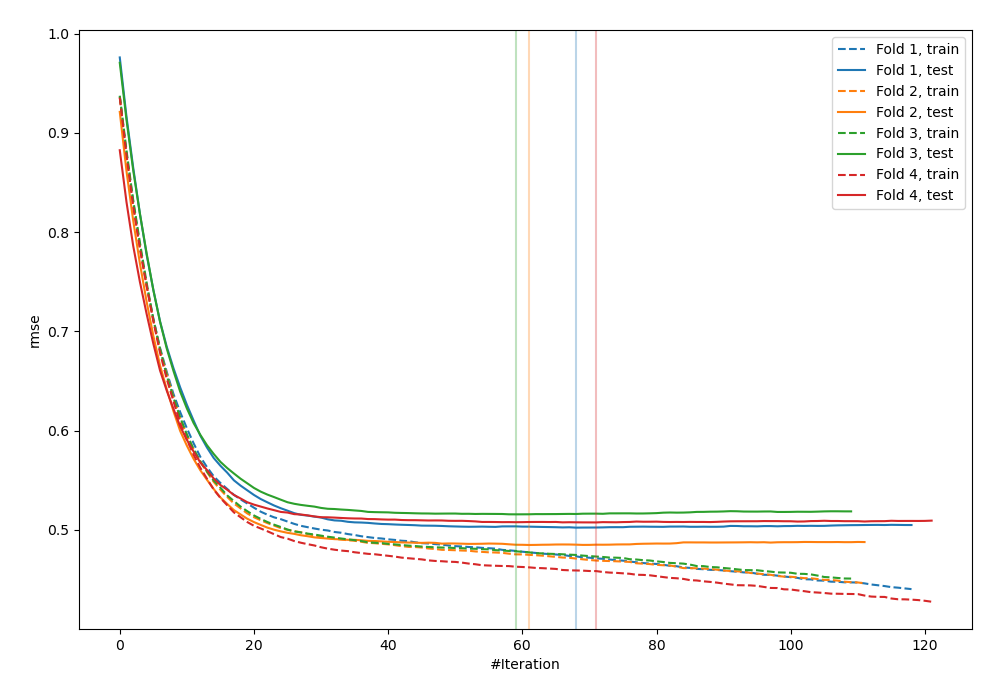 1.0
0.9
0.8
0.7
0.6
0.5
rmse
0 20 40 60 80 100 120
#Iteration
Fold 1, train
Fold 1, test
Fold 2, train
Fold 2, test
Fold 3, train
Fold 3, test
Fold 4, train
Fold 4, test